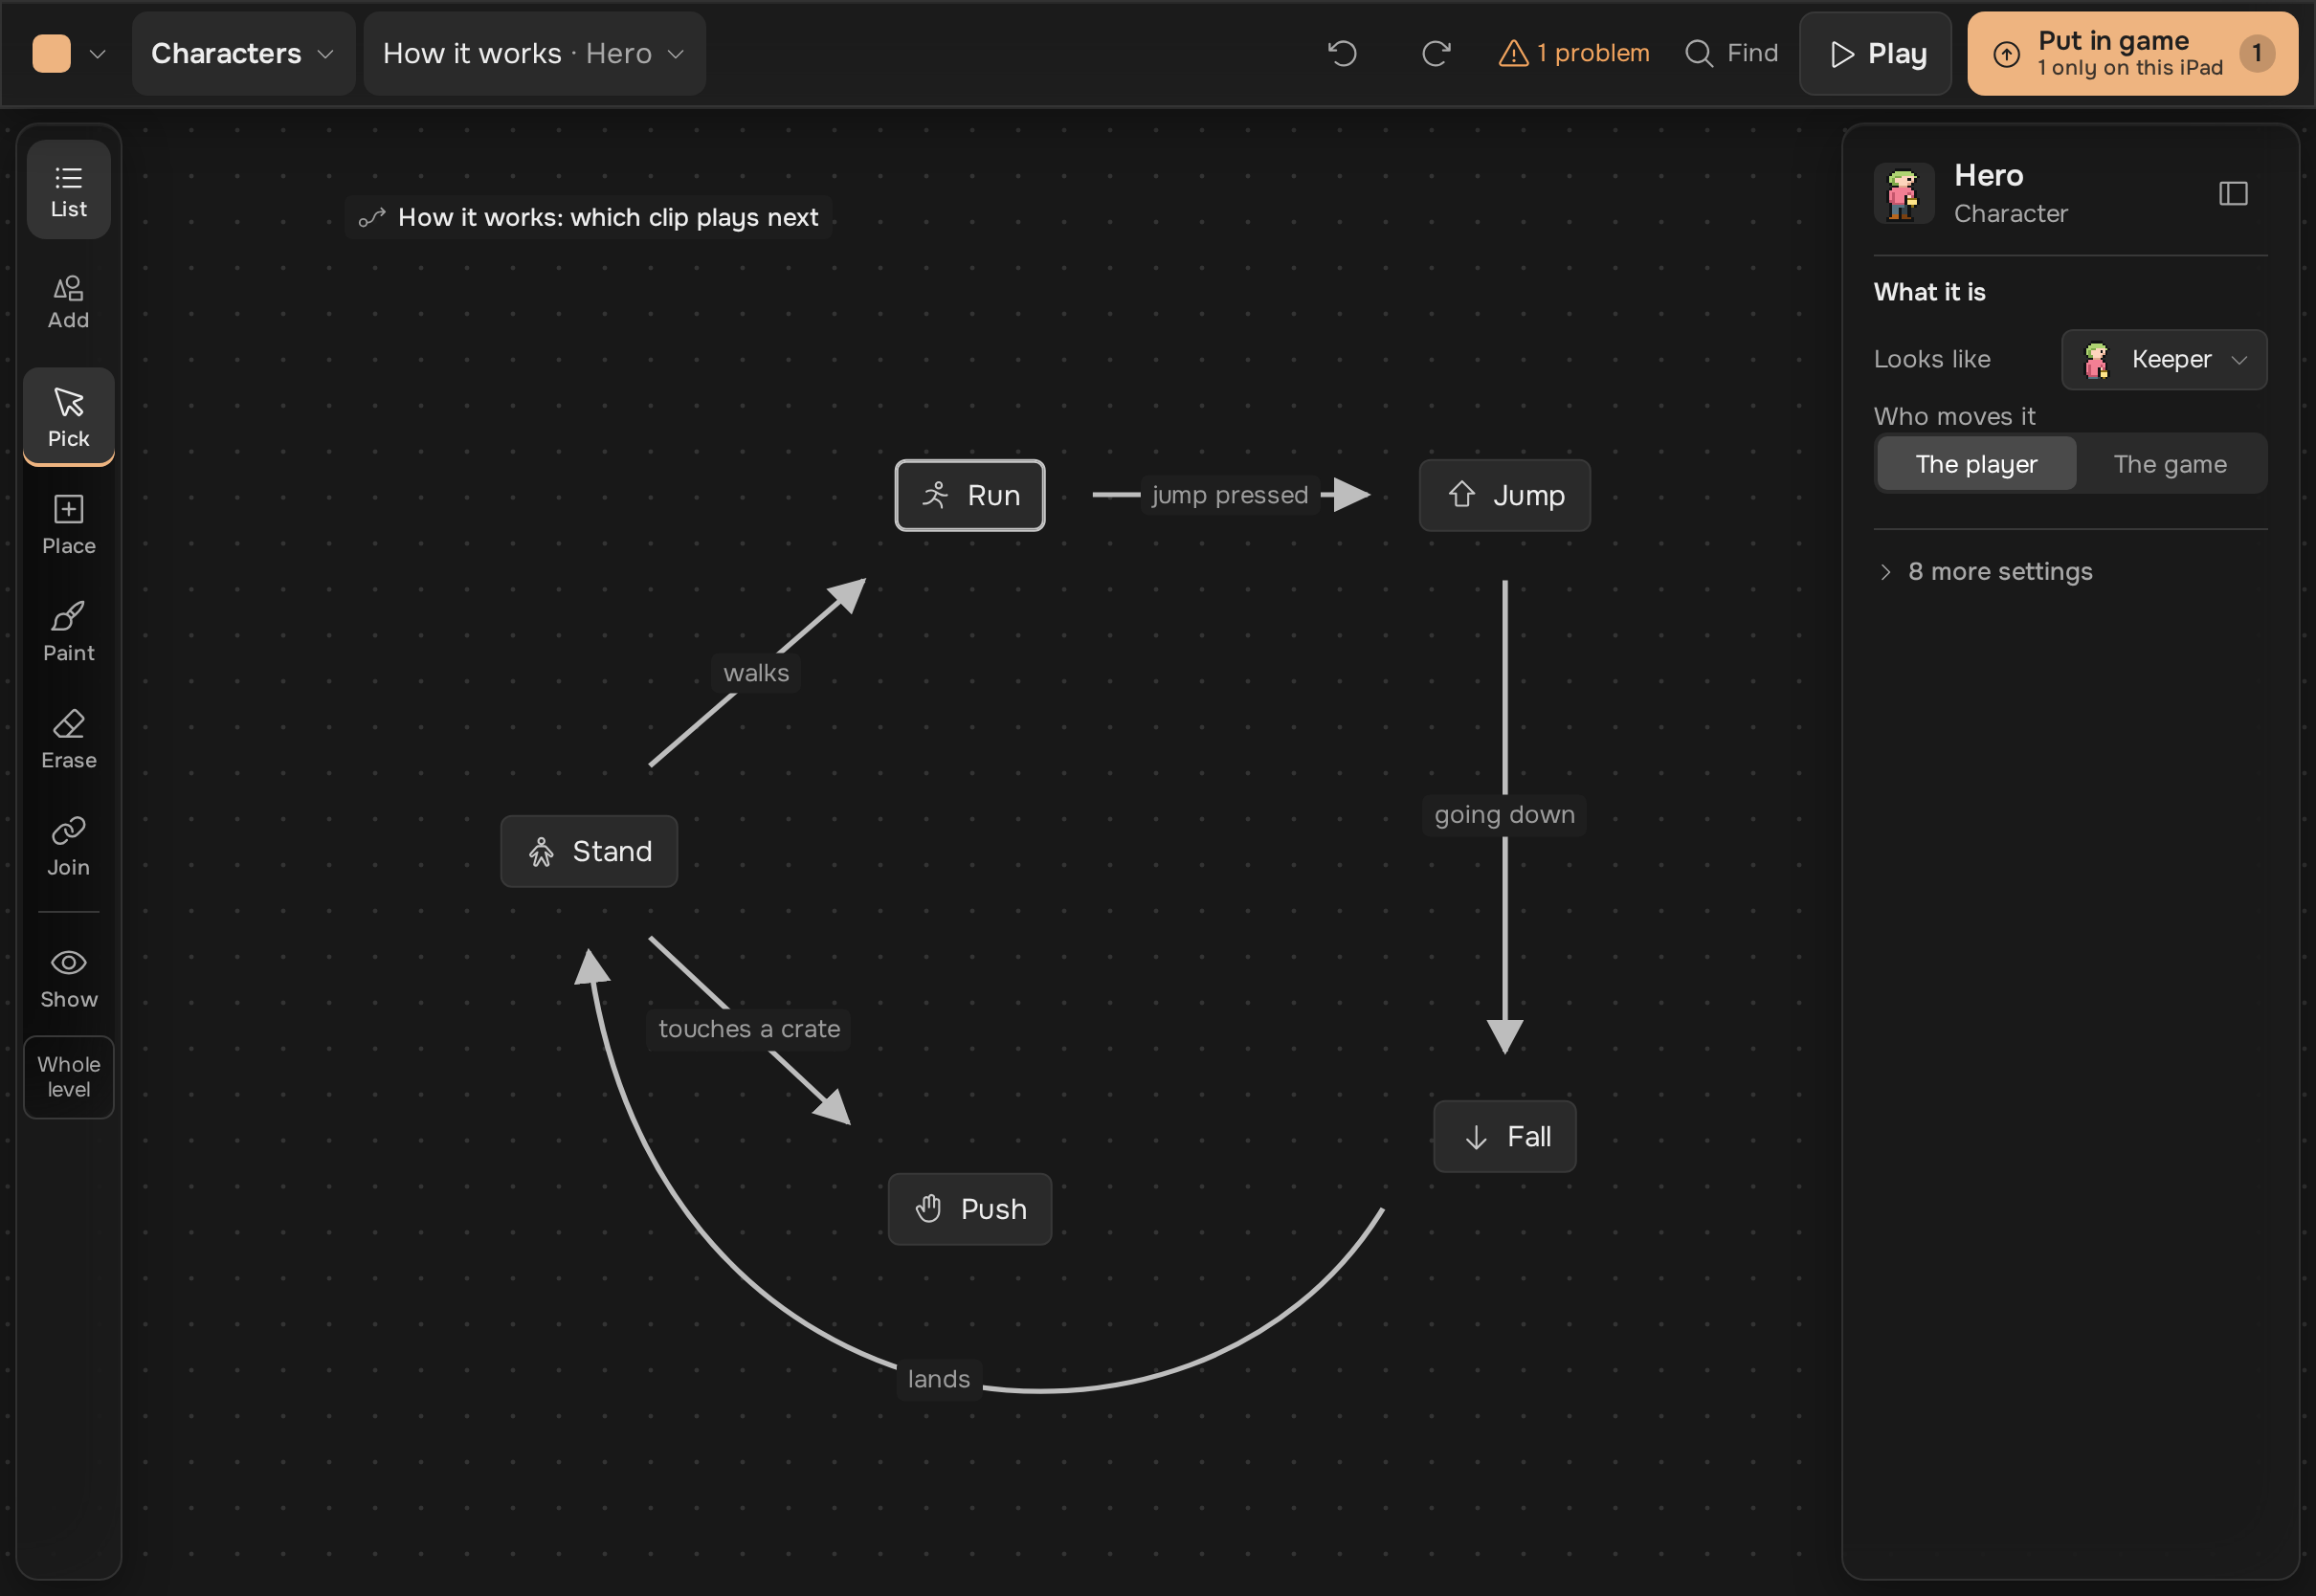 Characters
How it works · Hero
1 problem
Find
Play
Put in game
1 only on this iPad
1
List
Add
Pick
Place
Paint
Erase
Join
Show
Whole
level
How it works: which clip plays next
Run
jump pressed
Jump
walks
going down
Stand
touches a crate
Fall
Push
lands
Hero
Character
What it is
Looks like
Keeper
Who moves it
The player
The game
8 more settings